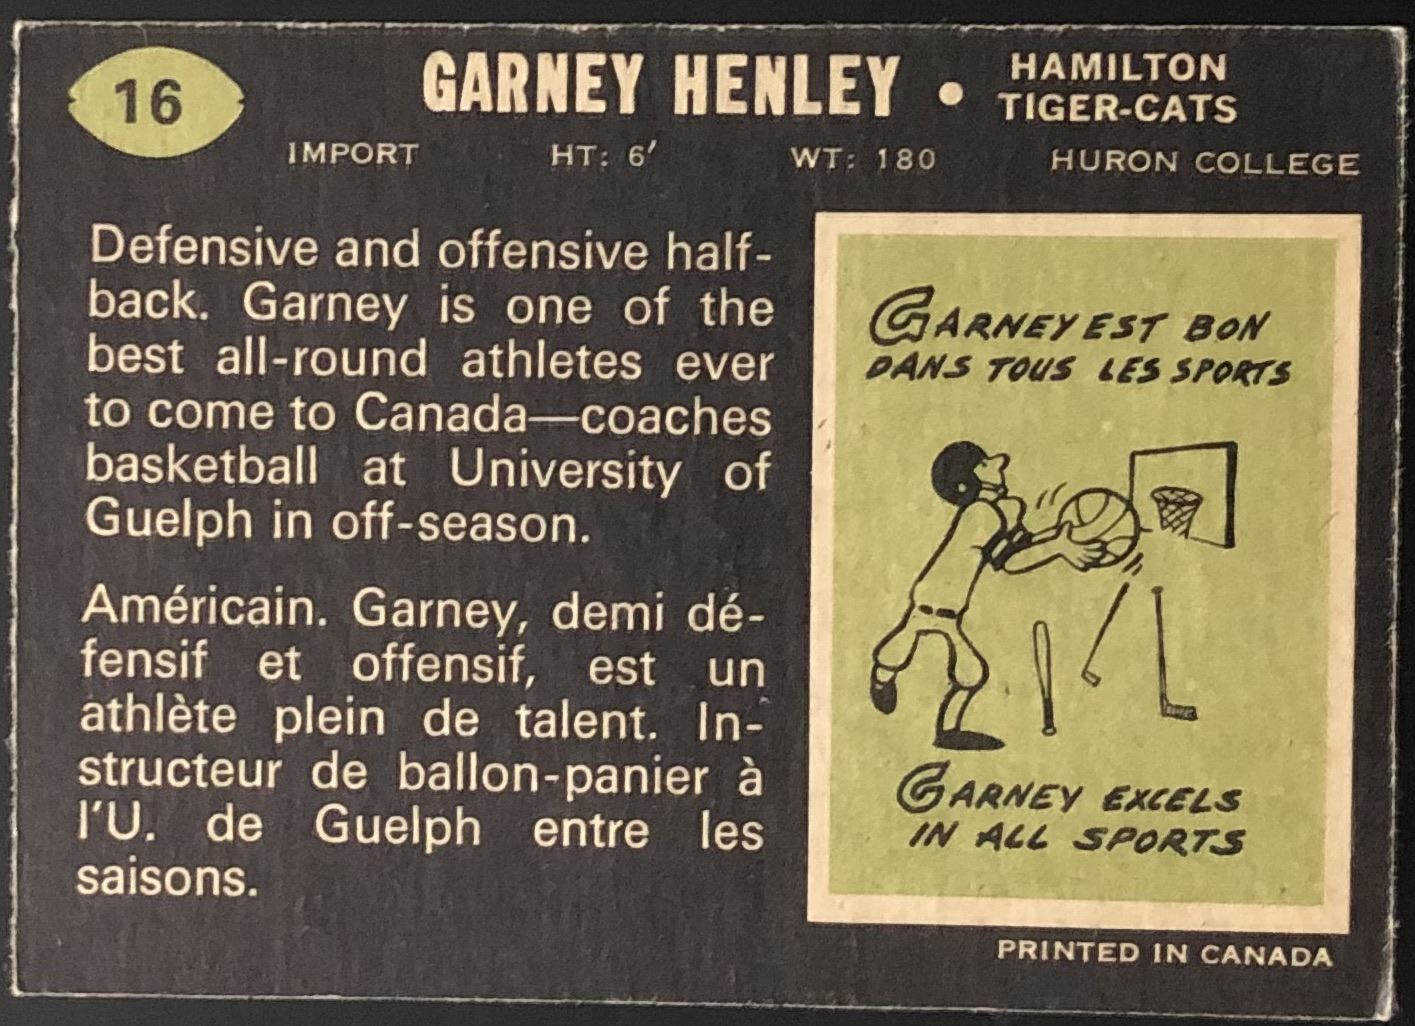 16
GARNEY HENLEY • HAMILTON
TIGER-CATS
IMPORT HT: 6′ WT: 180 HURON COLLEGE
Defensive and offensive half-
back. Garney is one of the
best all-round athletes ever
to come to Canada—coaches
basketball at University of
Guelph in off-season.
Américain. Garney, demi dé-
fensif et offensif, est un
athlète plein de talent. In-
structeur de ballon-panier à
l'U. de Guelph entre les
saisons.
GARNEY EST BON
DANS TOUS LES SPORTS
GARNEY EXCELS
IN ALL SPORTS
PRINTED IN CANADA